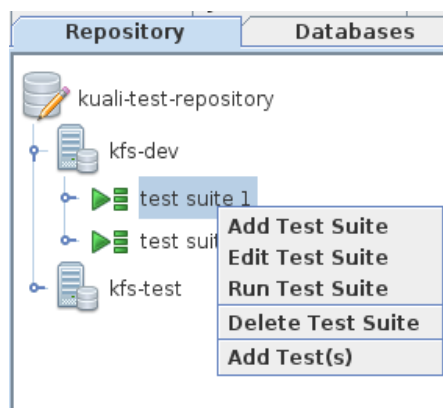 Repository
Databases
kuali-test-repository
kfs-dev
test suite 1
Add Test Suite
test suit
Edit Test Suite
Run Test Suite
kfs-test
Delete Test Suite
Add Test(s)